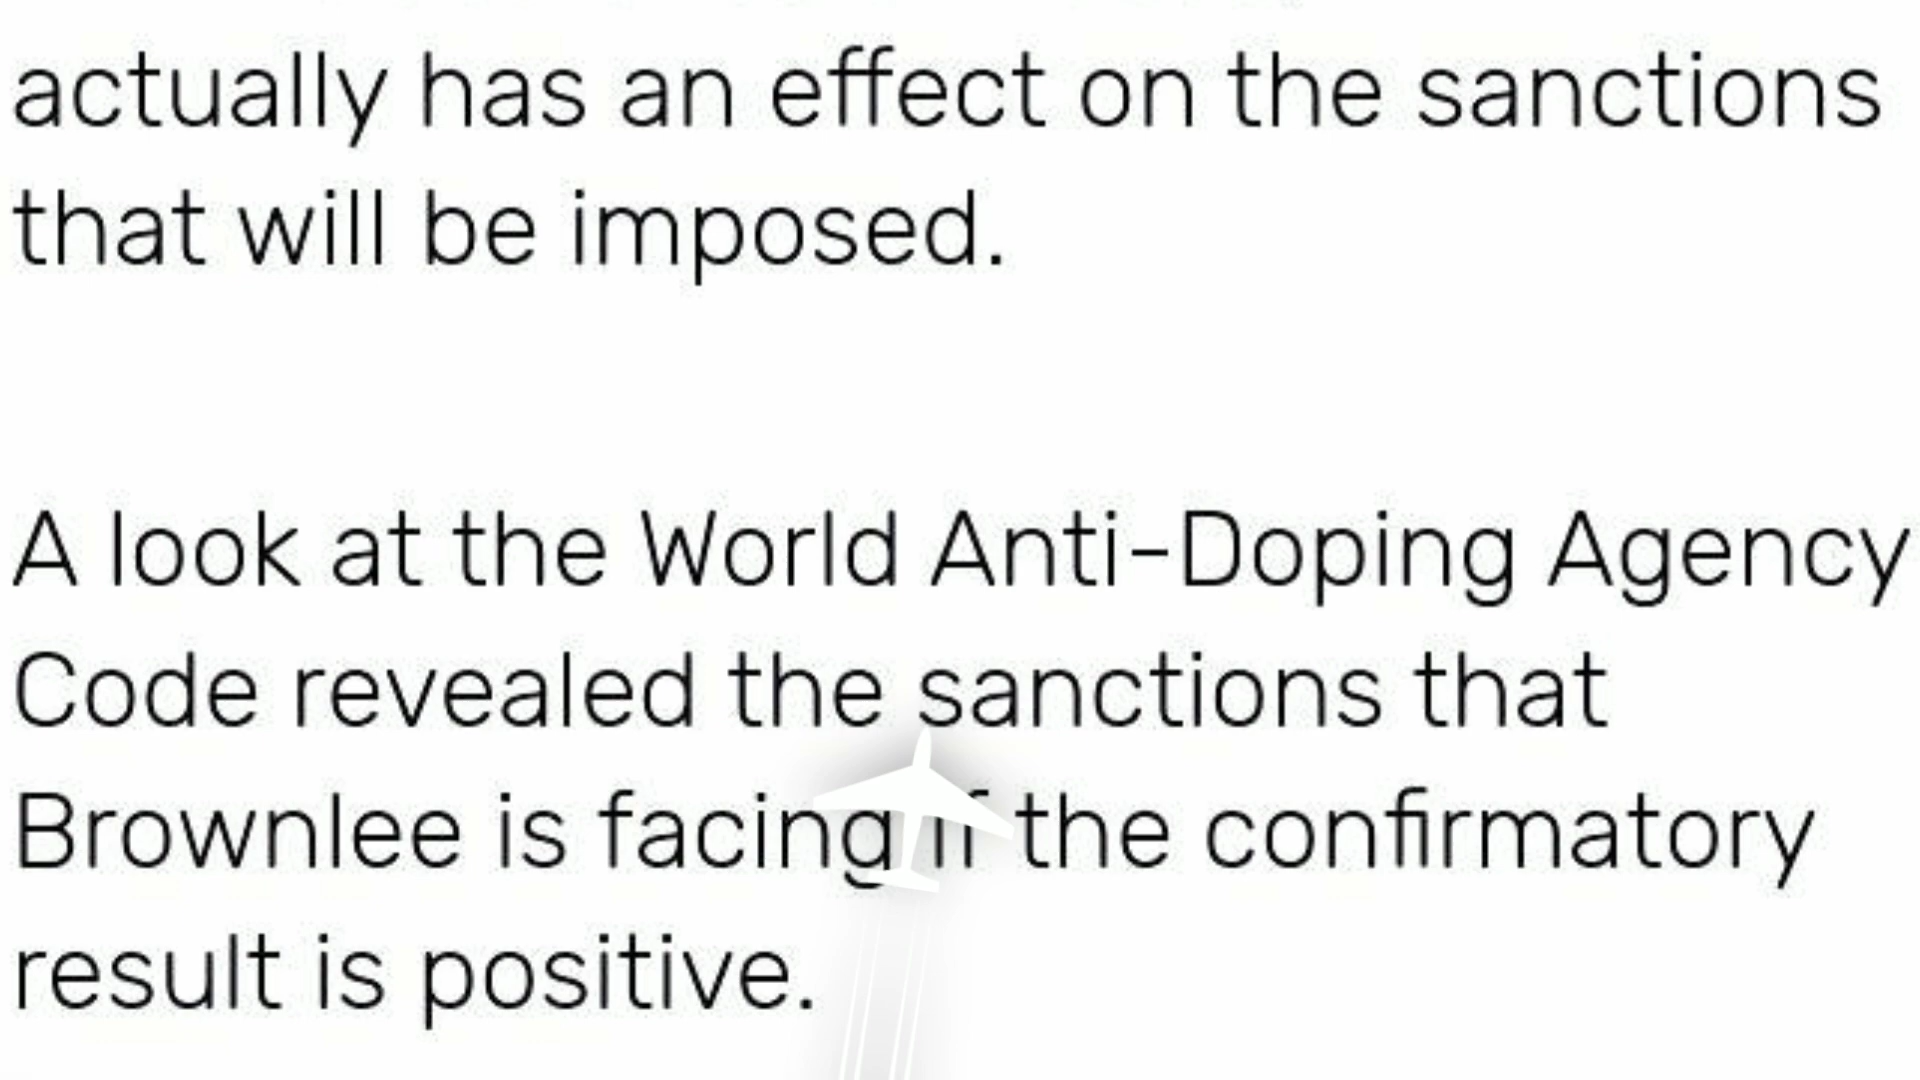 actually has an effect on the sanctions
that will be imposed.
A look at the World Anti-Doping Agency
Code revealed the sanctions that
Brownlee is facing if the confirmatory
result is positive.